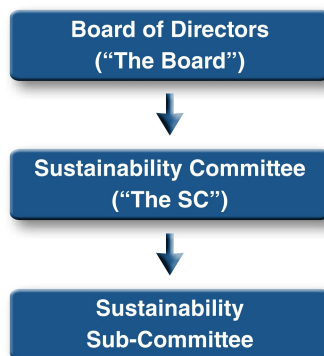 Board of Directors
(“The Board”)
Sustainability Committee
(“The SC”)
Sustainability
Sub-Committee